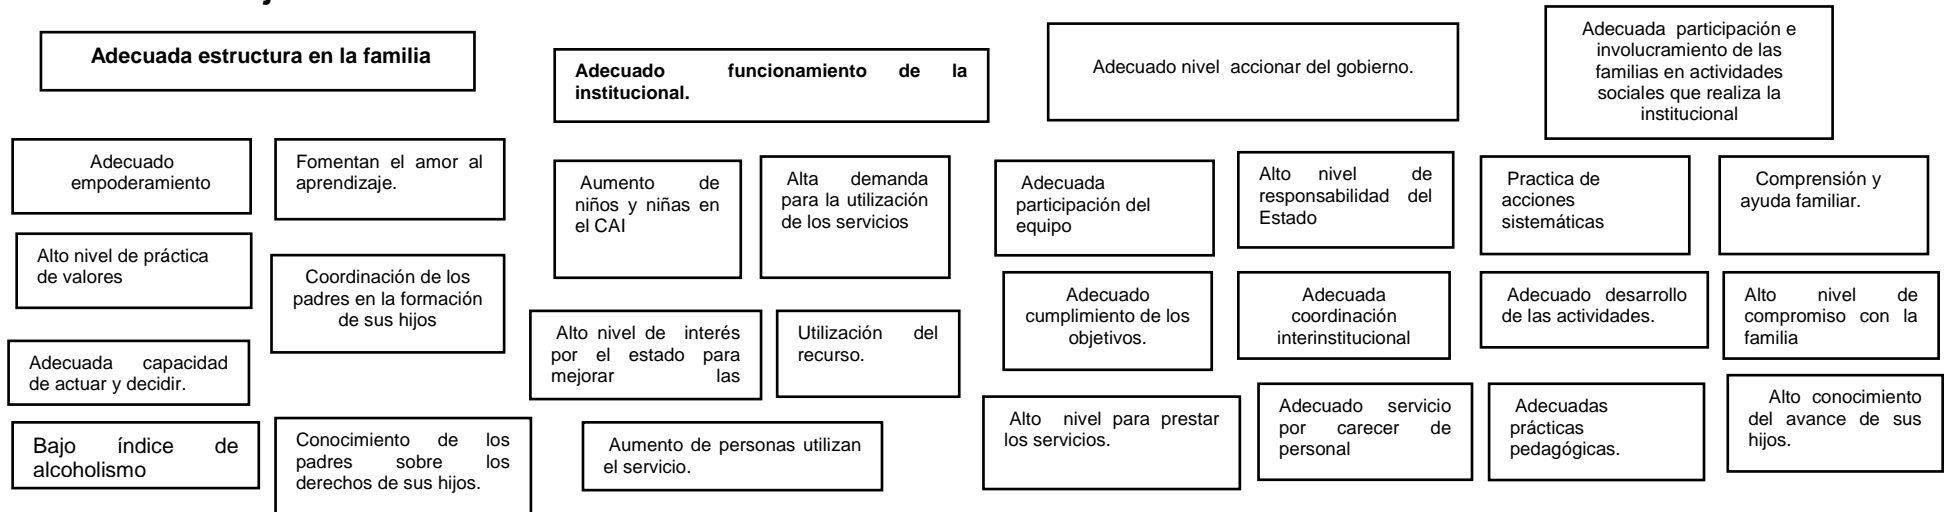 Adecuada estructura en la familia
Adecuado funcionamiento de la
institucional.
Adecuado nivel accionar del gobierno.
Adecuada participación e
involucramiento de las
familias en actividades
sociales que realiza la
institucional
Adecuado
empoderamiento
Fomentan el amor al
aprendizaje.
Alto nivel de práctica
de valores
Coordinación de los
padres en la formación
de sus hijos
Adecuada capacidad
de actuar y decidir.
Bajo índice de
alcoholismo
Conocimiento de los
padres sobre los
derechos de sus hijos.
Aumento de
niños y niñas en
el CAI
Alta demanda
para la utilización
de los servicios
Alto nivel de interés
por el estado para
mejorar las
Utilización del
recurso.
Aumento de personas utilizan
el servicio.
Adecuada
participación del
equipo
Alto nivel de
responsabilidad del
Estado
Adecuado
cumplimiento de los
objetivos.
Adecuada
coordinación
interinstitucional
Alto nivel para prestar
los servicios.
Adecuado servicio
por carecer de
personal
Practica de
acciones
sistemáticas
Comprensión y
ayuda familiar.
Adecuado desarrollo
de las actividades.
Alto nivel de
compromiso con la
familia
Adecuadas
prácticas
pedagógicas.
Alto conocimiento
del avance de sus
hijos.